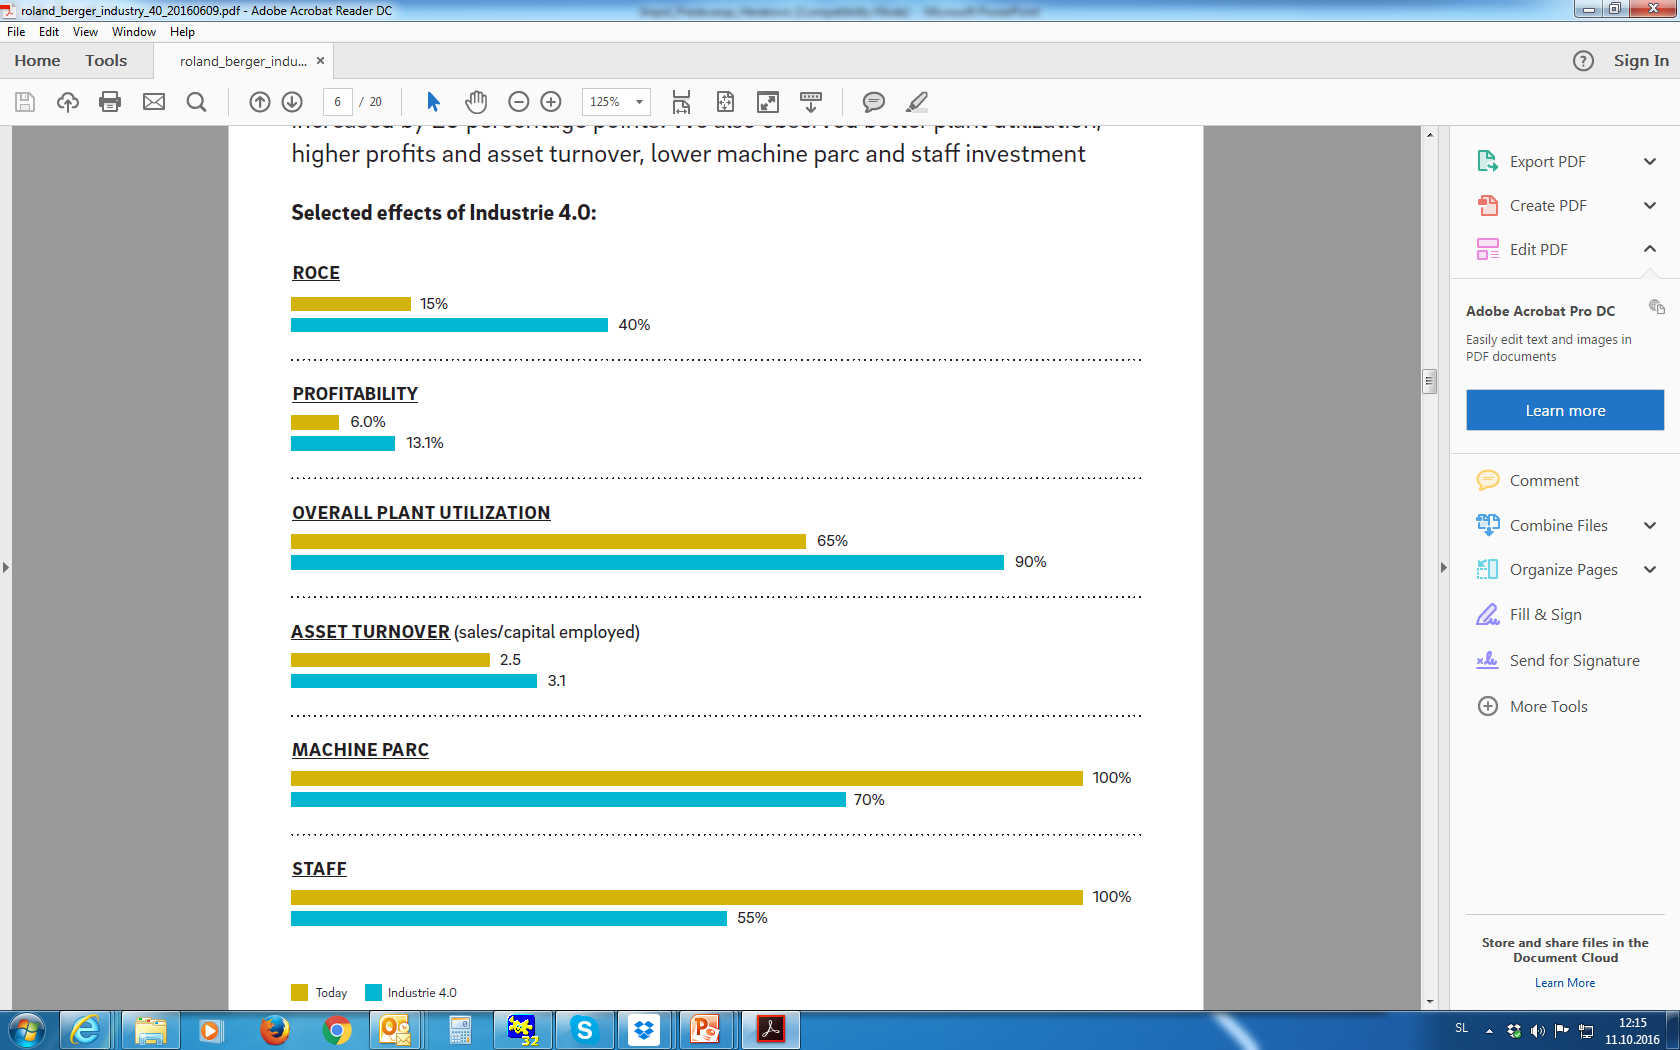 roland_berger_industry_40_20160609.pdf - Adobe Acrobat Reader DC
File Edit View Window Help
Home Tools roland_berger_indu... × ? Sign In
6 / 20 125%
higher profits and asset turnover, lower machine parc and staff investment
Selected effects of Industrie 4.0:
ROCE
15%
40%
PROFITABILITY
6.0%
13.1%
OVERALL PLANT UTILIZATION
65%
90%
ASSET TURNOVER (sales/capital employed)
2.5
3.1
MACHINE PARC
100%
70%
STAFF
100%
55%
Today Industrie 4.0
Export PDF
Create PDF
Edit PDF
Adobe Acrobat Pro DC
Easily edit text and images in
PDF documents
Learn more
Comment
Combine Files
Organize Pages
Fill & Sign
Send for Signature
More Tools
Store and share files in the
Document Cloud
Learn More
32
SL
12:15
11.10.2016